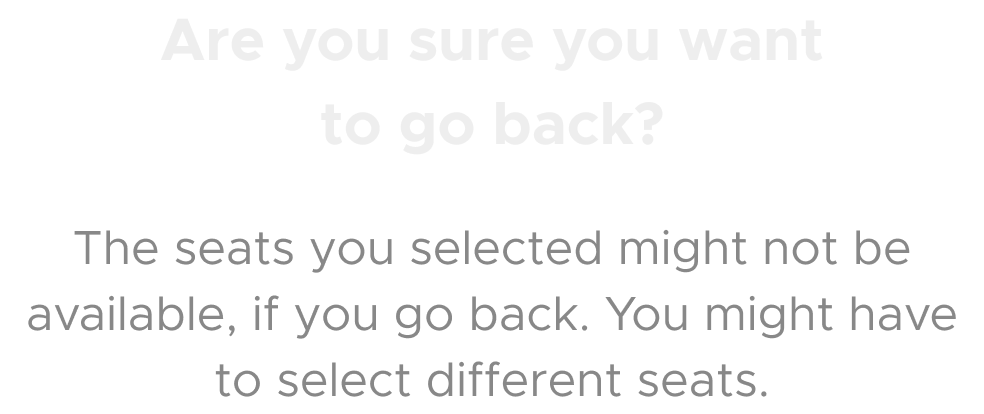 Are you sure you want
to go back?
The seats you selected might not be
available, if you go back. You might have
to select different seats.